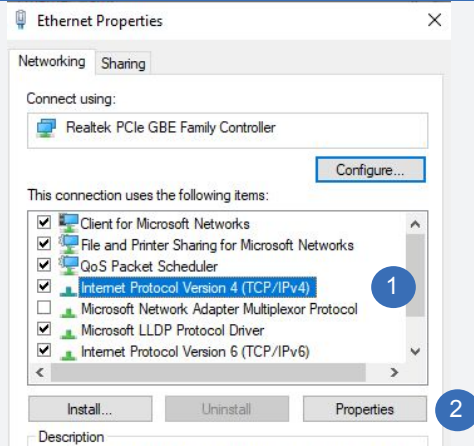 Ethernet Properties
Networking Sharing
Connect using:
Realtek PCIe GBE Family Controller
Configure...
This connection uses the following items:
Client for Microsoft Networks
File and Printer Sharing for Microsoft Networks
QoS Packet Scheduler
Internet Protocol Version 4 (TCP/IPv4) 1
Microsoft Network Adapter Multiplexor Protocol
Microsoft LLDP Protocol Driver
Internet Protocol Version 6 (TCP/IPv6)
Install... Uninstall Properties 2
Description